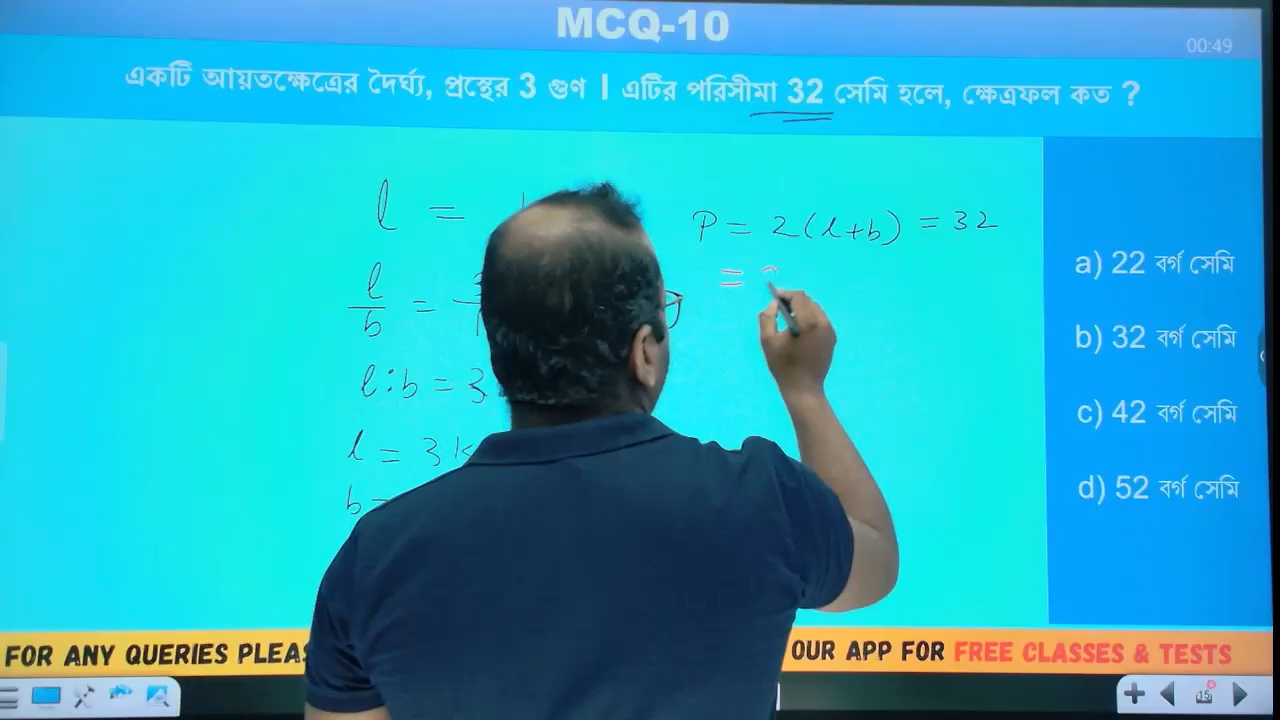 MCQ-10
00:49
একটি আয়তক্ষেত্রের দৈর্ঘ্য, প্রস্থের 3 গুণ । এটির পরিসীমা 32 সেমি হলে, ক্ষেত্রফল কত ?
l =
l/b =
l : b = 3
l = 3k
b =
P = 2(l+b) = 32
=
a) 22 বর্গ সেমি
b) 32 বর্গ সেমি
c) 42 বর্গ সেমি
d) 52 বর্গ সেমি
FOR ANY QUERIES OUR APP FOR FREE CLASSES & TESTS
15